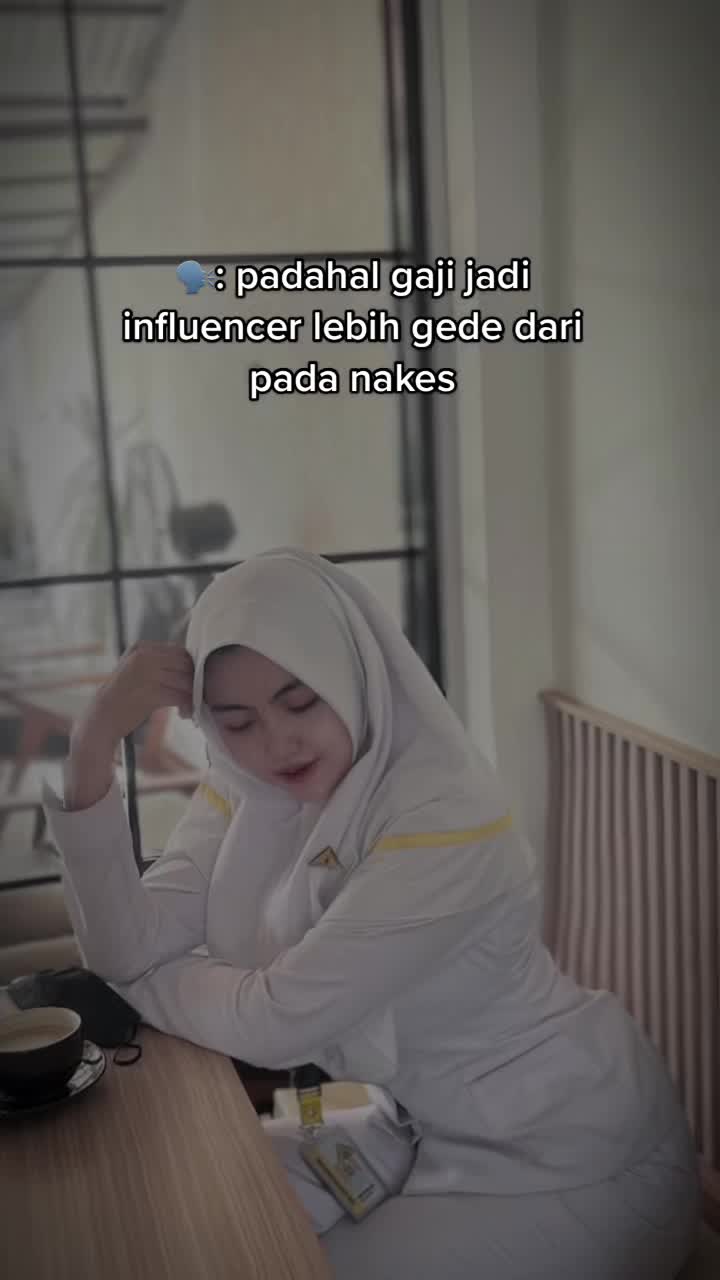 🗣️: padahal gaji jadi
influencer lebih gede dari
pada nakes